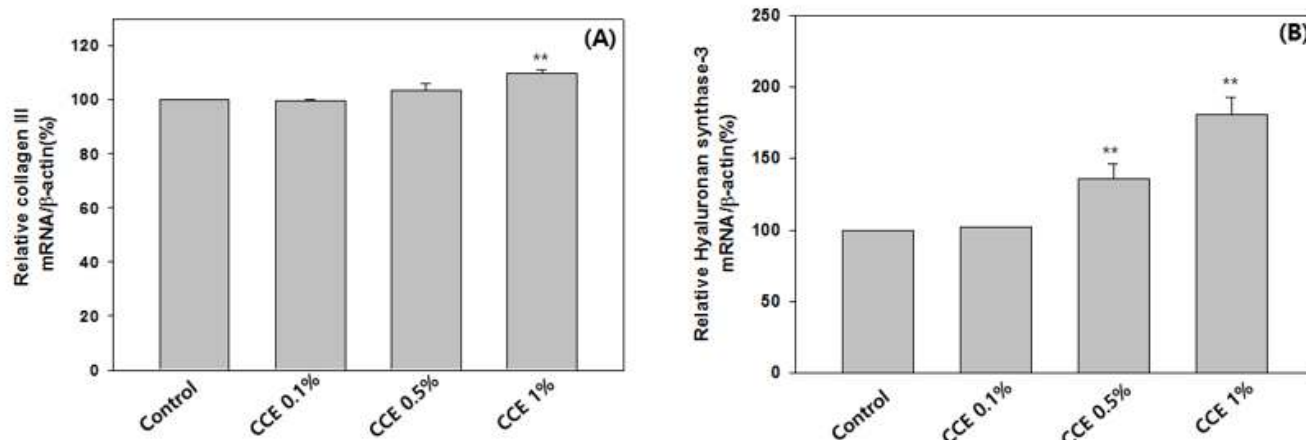 (A)
Relative collagen III
mRNA/β-actin(%)
120
100
80
60
40
20
0
**
Control
CCE 0.1%
CCE 0.5%
CCE 1%
(B)
Relative Hyaluronan synthase-3
mRNA/β-actin(%)
250
200
150
100
50
0
**
**
Control
CCE 0.1%
CCE 0.5%
CCE 1%